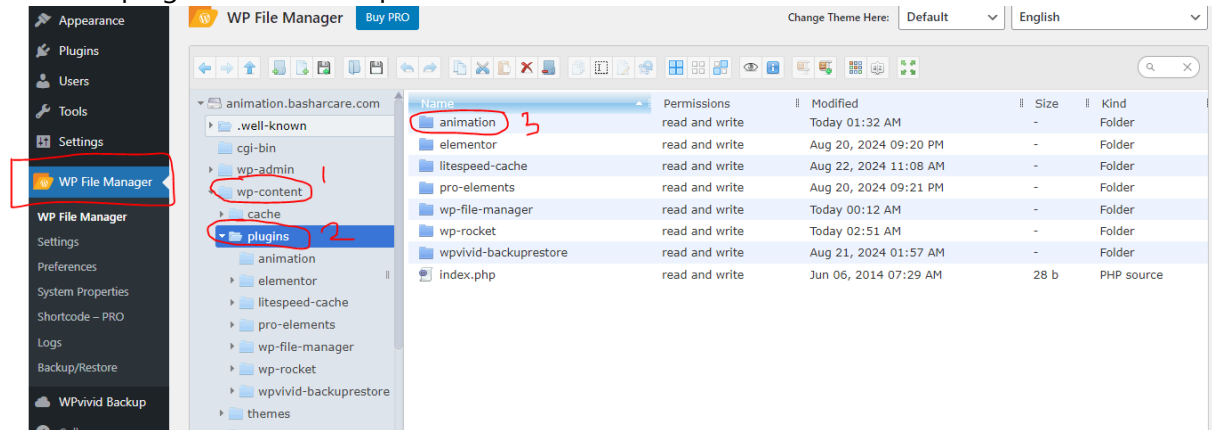 Appearance
Plugins
Users
Tools
Settings
WP File Manager
WP File Manager
Settings
Preferences
System Properties
Shortcode – PRO
Logs
Backup/Restore
WPvivid Backup
WP File Manager Buy PRO Change Theme Here: Default English
animation.basharcare.com
.well-known
cgi-bin
wp-admin 1
wp-content
cache
plugins 2
animation
elementor
litespeed-cache
pro-elements
wp-file-manager
wp-rocket
wpvivid-backuprestore
themes
Name Permissions Modified Size Kind
animation 3 read and write Today 01:32 AM - Folder
elementor read and write Aug 20, 2024 09:20 PM - Folder
litespeed-cache read and write Aug 22, 2024 11:08 AM - Folder
pro-elements read and write Aug 20, 2024 09:21 PM - Folder
wp-file-manager read and write Today 00:12 AM - Folder
wp-rocket read and write Today 02:51 AM - Folder
wpvivid-backuprestore read and write Aug 21, 2024 01:57 AM - Folder
index.php read and write Jun 06, 2014 07:29 AM 28 b PHP source